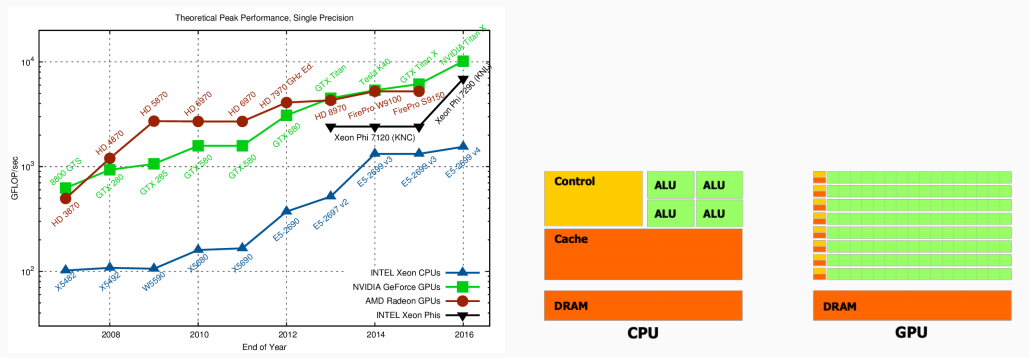 Theoretical Peak Performance, Single Precision
GFLOP/sec
10^4
10^3
10^2
2008
2010
2012
2014
2016
End of Year
HD 3870
HD 4870
HD 5870
HD 6970
HD 6970
HD 7970 GHz Ed.
HD 8970
FirePro W9100
FirePro S9150
8800 GTS
GTX 280
GTX 285
GTX 580
GTX 580
GTX 680
GTX Titan
Tesla K40
GTX Titan X
NVIDIA Titan X
Xeon Phi 7120 (KNC)
Xeon Phi 7290 (KNL)
X5482
X5492
W5590
X5680
X5690
E5-2690
E5-2697 v2
E5-2699 v3
E5-2699 v3
E5-2699 v4
INTEL Xeon CPUs
NVIDIA GeForce GPUs
AMD Radeon GPUs
INTEL Xeon Phis
Control
ALU
ALU
ALU
ALU
Cache
DRAM
CPU
DRAM
GPU